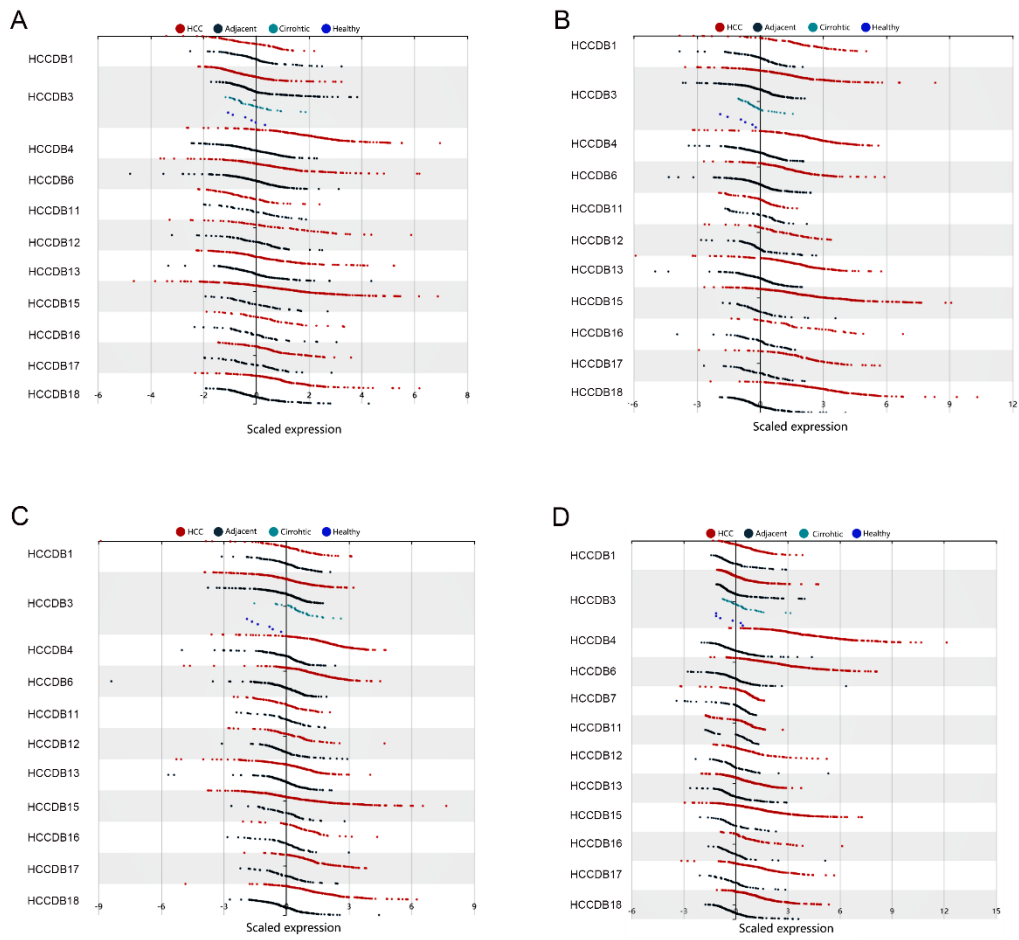 A
HCC Adjacent Cirrohtic Healthy
HCCDB1
HCCDB3
HCCDB4
HCCDB6
HCCDB11
HCCDB12
HCCDB13
HCCDB15
HCCDB16
HCCDB17
HCCDB18
-6 -4 -2 0 2 4 6 8
Scaled expression
B
HCC Adjacent Cirrohtic Healthy
HCCDB1
HCCDB3
HCCDB4
HCCDB6
HCCDB11
HCCDB12
HCCDB13
HCCDB15
HCCDB16
HCCDB17
HCCDB18
-6 -3 0 3 6 9 12
Scaled expression
C
HCC Adjacent Cirrohtic Healthy
HCCDB1
HCCDB3
HCCDB4
HCCDB6
HCCDB11
HCCDB12
HCCDB13
HCCDB15
HCCDB16
HCCDB17
HCCDB18
-9 -6 -3 0 3 6 9
Scaled expression
D
HCC Adjacent Cirrohtic Healthy
HCCDB1
HCCDB3
HCCDB4
HCCDB6
HCCDB7
HCCDB11
HCCDB12
HCCDB13
HCCDB15
HCCDB16
HCCDB17
HCCDB18
-6 -3 0 3 6 9 12 15
Scaled expression